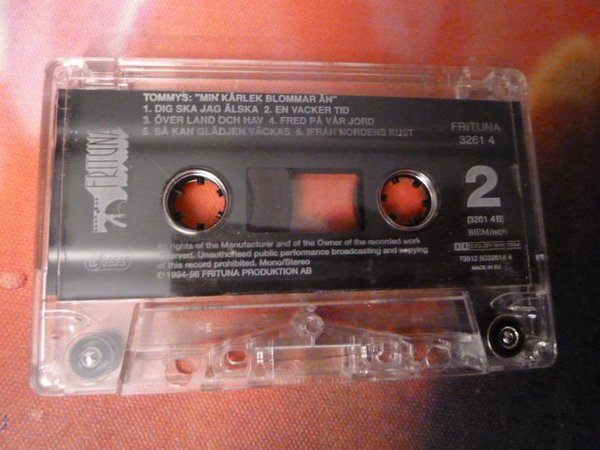 TOMMYS: "MIN KÄRLEK BLOMMAR ÄN"
1. DIG SKA JAG ÄLSKA 2. EN VACKER TID
3. ÖVER LAND OCH HAV 4. FRED PÅ VÅR JORD
5. SÅ KAN GLÄDJEN VÄCKAS 6. IFRÅN NORDENS KUST
FRITUNA
3261 4
FRITUNA
2
(3261 4B)
NCB
All rights of the Manufacturer and of the Owner of the recorded work
reserved. Unauthorised public performance broadcasting and copying
of this record prohibited. Mono/Stereo
℗ 1994-96 FRITUNA PRODUKTION AB
DOLBY SYSTEM
MADE IN EU